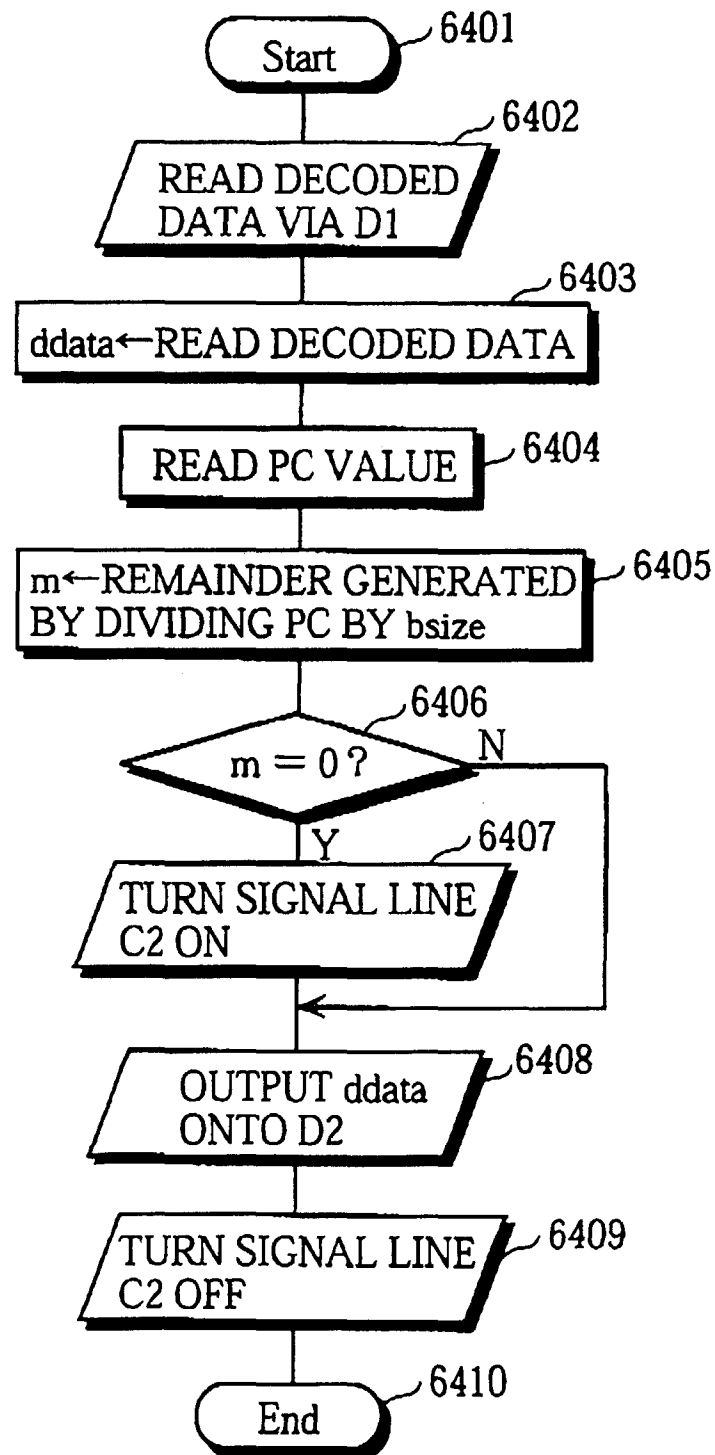 6401
Start
6402
READ DECODED
DATA VIA D1
6403
ddata←READ DECODED DATA
READ PC VALUE
6404
m←REMAINDER GENERATED
BY DIVIDING PC BY bsize
6405
6406
m = 0 ?
N
Y
6407
TURN SIGNAL LINE
C2 ON
6408
OUTPUT ddata
ONTO D2
TURN SIGNAL LINE
C2 OFF
6409
6410
End